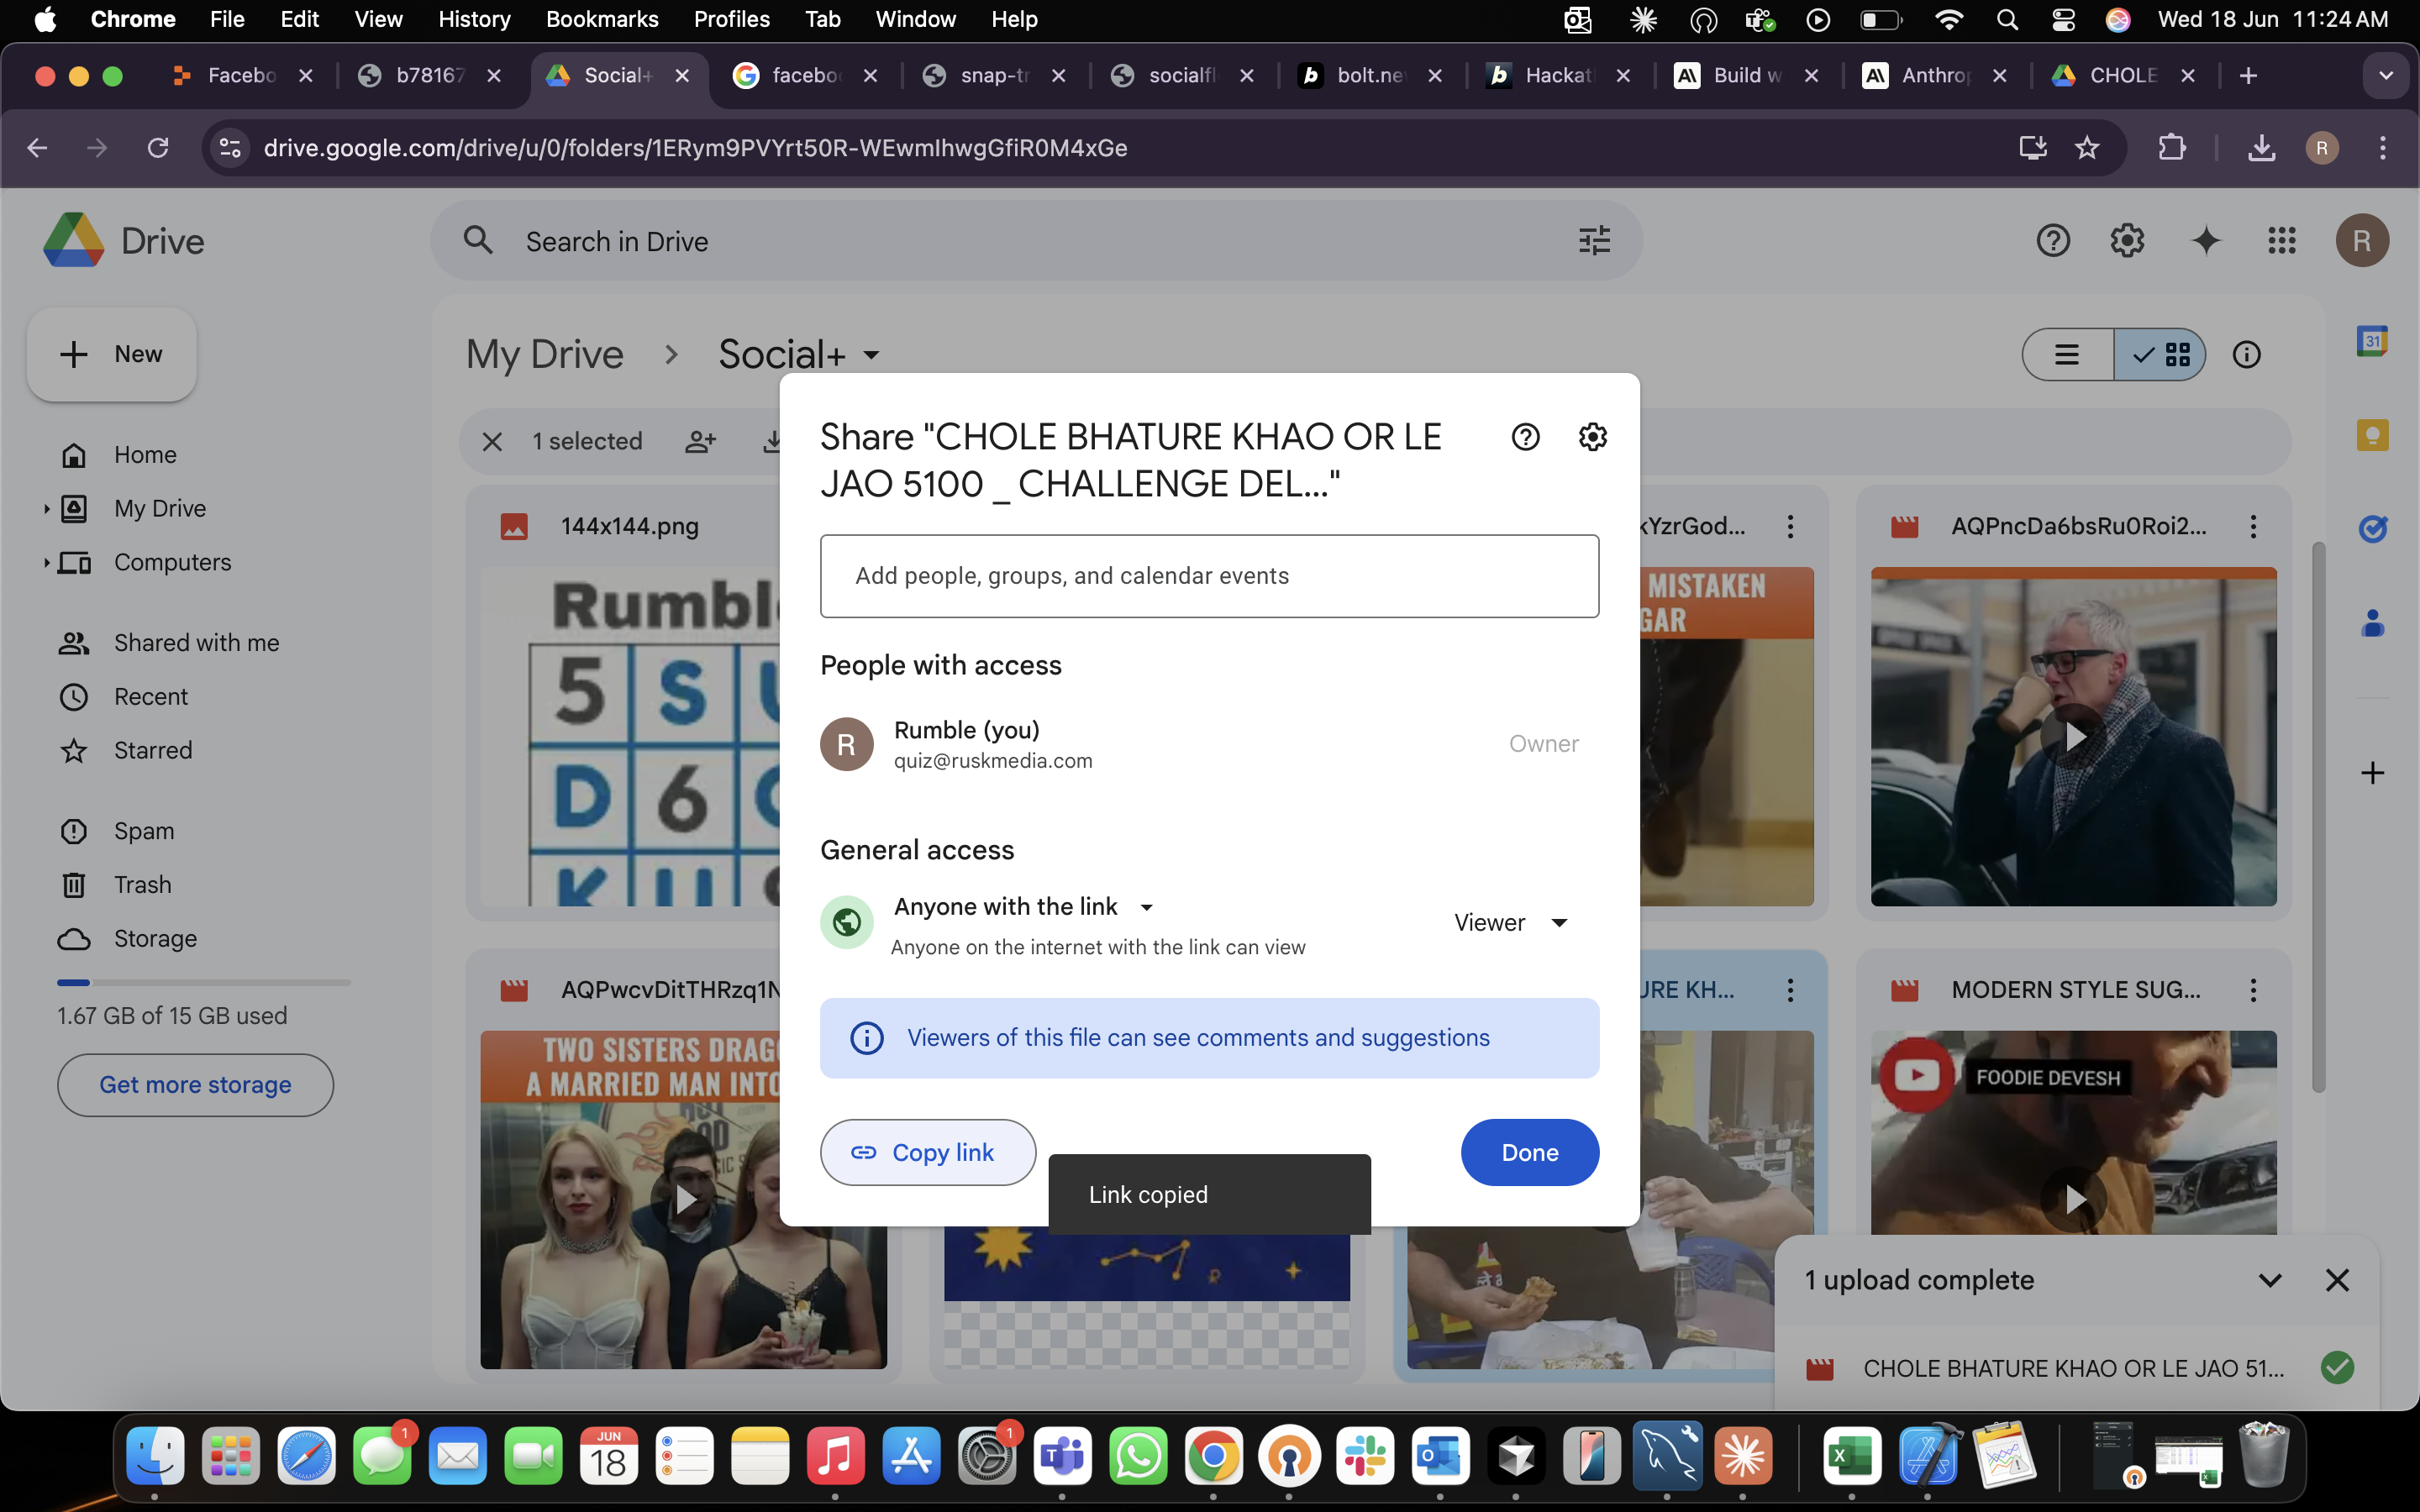 Chrome File Edit View History Bookmarks Profiles Tab Window Help
Wed 18 Jun 11:24 AM
Facebo
b78167
Social+
facebo
snap-tr
socialfl
bolt.ne
Hackat
Build w
Anthro
CHOLE
drive.google.com/drive/u/0/folders/1ERym9PVYrt50R-WEwmIhwgGfiR0M4xGe
R
Drive
Search in Drive
R
New
My Drive
Social+
31
1 selected
Home
My Drive
Computers
Shared with me
Recent
Starred
Spam
Trash
Storage
1.67 GB of 15 GB used
Get more storage
144x144.png
Rumbl
5 S U
D 6
K U
kYzrGod...
MISTAKEN
GAR
AQPncDa6bsRu0Roi2...
Share "CHOLE BHATURE KHAO OR LE
JAO 5100 _ CHALLENGE DEL..."
Add people, groups, and calendar events
People with access
R
Rumble (you)
quiz@ruskmedia.com
Owner
General access
Anyone with the link
Anyone on the internet with the link can view
Viewer
Viewers of this file can see comments and suggestions
Copy link
Done
Link copied
AQPwcvDitTHRzq1N
TWO SISTERS DRAG
A MARRIED MAN INTO
URE KH...
MODERN STYLE SUG...
FOODIE DEVESH
1 upload complete
CHOLE BHATURE KHAO OR LE JAO 51...
1
JUN
18
1